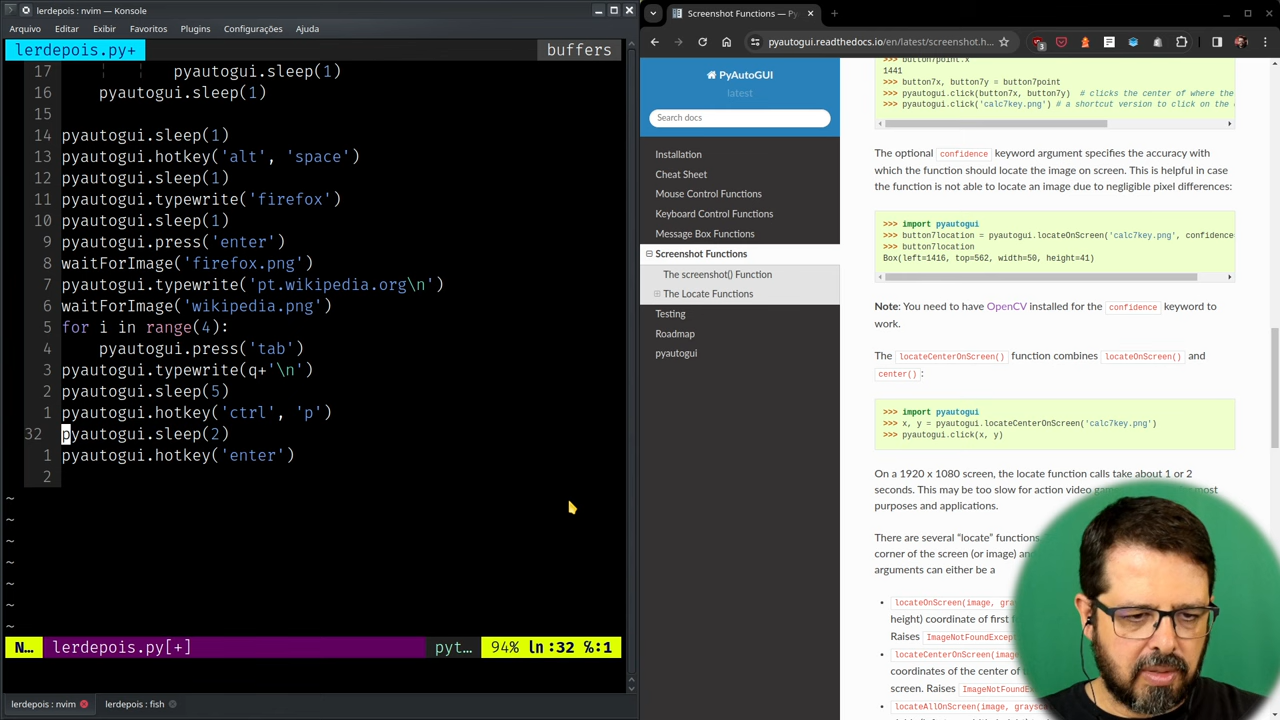 lerdepois : nvim — Konsole
Arquivo Editar Exibir Favoritos Plugins Configurações Ajuda
lerdepois.py+ buffers
17 pyautogui.sleep(1)
16 pyautogui.sleep(1)
15
14 pyautogui.sleep(1)
13 pyautogui.hotkey('alt', 'space')
12 pyautogui.sleep(1)
11 pyautogui.typewrite('firefox')
10 pyautogui.sleep(1)
9 pyautogui.press('enter')
8 waitForImage('firefox.png')
7 pyautogui.typewrite('pt.wikipedia.org\n')
6 waitForImage('wikipedia.png')
5 for i in range(4):
4 pyautogui.press('tab')
3 pyautogui.typewrite(q+'\n')
2 pyautogui.sleep(5)
1 pyautogui.hotkey('ctrl', 'p')
32 pyautogui.sleep(2)
1 pyautogui.hotkey('enter')
2
~
~
~
~
~
~
~
N… lerdepois.py[+] pyt… 94% ln:32 %:1
lerdepois : nvim lerdepois : fish
Screenshot Functions — Py
pyautogui.readthedocs.io/en/latest/screenshot.h…
3
PyAutoGUI
latest
Search docs
Installation
Cheat Sheet
Mouse Control Functions
Keyboard Control Functions
Message Box Functions
Screenshot Functions
The screenshot() Function
The Locate Functions
Testing
Roadmap
pyautogui
>>> button7point.x
1441
>>> button7x, button7y = button7point
>>> pyautogui.click(button7x, button7y) # clicks the center of where the
>>> pyautogui.click('calc7key.png') # a shortcut version to click on the
The optional confidence keyword argument specifies the accuracy with
which the function should locate the image on screen. This is helpful in case
the function is not able to locate an image due to negligible pixel differences:
>>> import pyautogui
>>> button7location = pyautogui.locateOnScreen('calc7key.png', confidence
>>> button7location
Box(left=1416, top=562, width=50, height=41)
Note: You need to have OpenCV installed for the confidence keyword to
work.
The locateCenterOnScreen() function combines locateOnScreen() and
center() :
>>> import pyautogui
>>> x, y = pyautogui.locateCenterOnScreen('calc7key.png')
>>> pyautogui.click(x, y)
On a 1920 x 1080 screen, the locate function calls take about 1 or 2
seconds. This may be too slow for action video most
purposes and applications.
There are several “locate” functions
corner of the screen (or image) and
arguments can either be a
locateOnScreen(image,
height) coordinate of first
Raises
locateCenterOnScreen(
coordinates of the center of
screen. Raises
locateAllOnScreen(image,